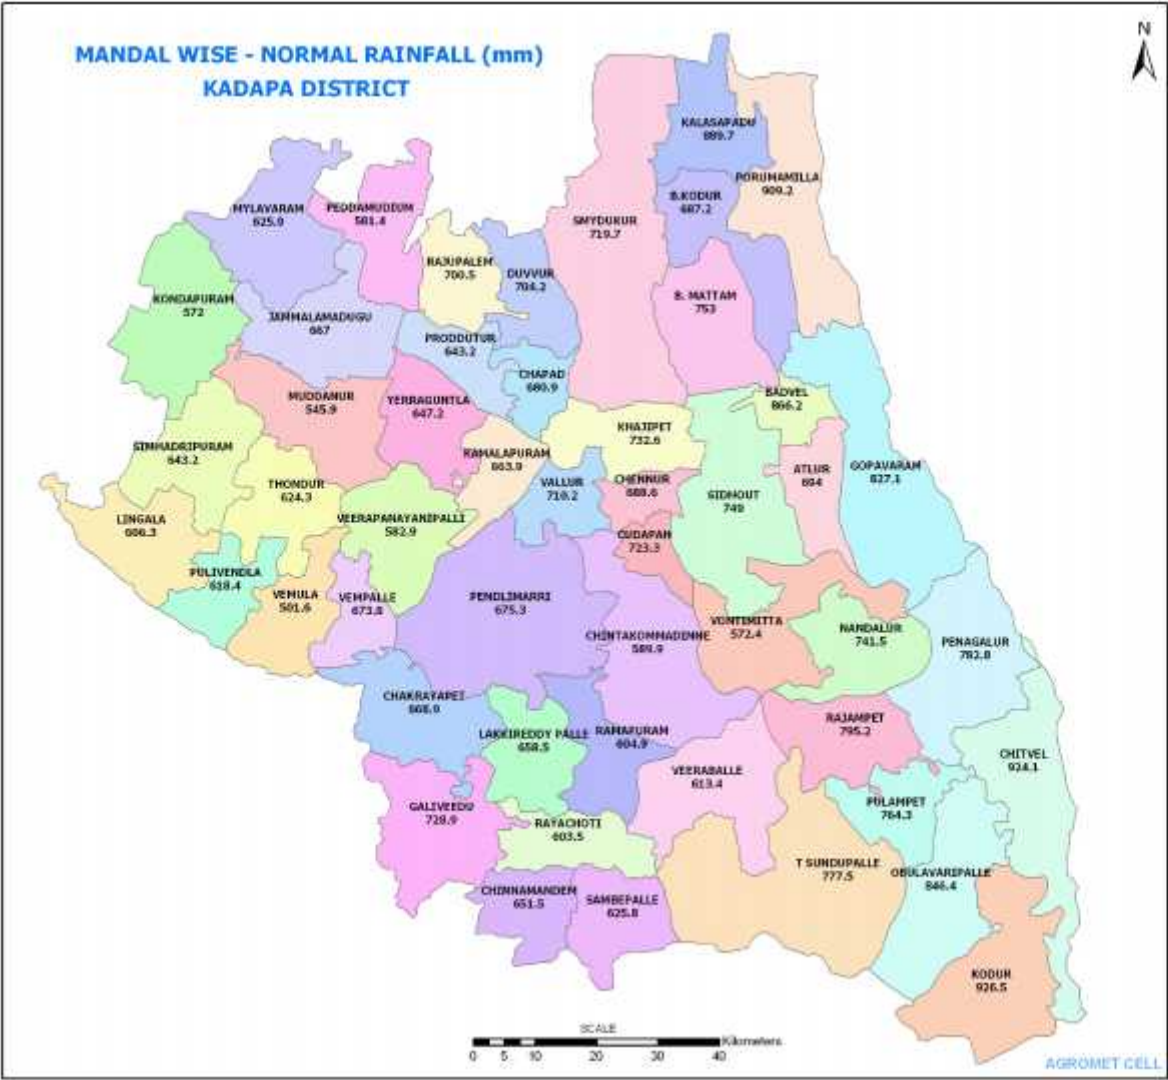 MANDAL WISE - NORMAL RAINFALL (mm)
KADAPA DISTRICT
N
KALASAPADU
889.7
PORUMAMILLA
909.2
B.KODUR
687.2
MYLAVARAM
625.9
PEDDAMUDIUM
581.4
SMYDUKUR
719.7
RAJUPALEM
700.5
DUVVUR
704.2
KONDAPURAM
572
B. MATTAM
753
JAMMALAMADUGU
667
PRODDUTUR
643.2
CHAPAD
680.9
MUDDANUR
545.9
YERRAGUNTLA
647.2
BADVEL
866.2
KHAJIPET
732.6
SIMHADRIPURAM
643.2
KAMALAPURAM
663.9
ATLUR
694
GOPAVARAM
827.1
THONDUR
624.3
VALLUR
710.2
CHENNUR
688.6
SIDHOUT
749
LINGALA
606.3
VEERAPANAYANIPALLI
582.9
CUDAPAH
723.3
PULIVENDLA
618.4
VEMULA
501.6
VEMPALLE
673.8
PENDLIMARRI
675.3
VONTIMITTA
572.4
NANDALUR
741.5
CHINTAKOMMADINNE
589.9
PENAGALUR
782.8
CHAKRAYAPET
668.9
LAKKIREDDY PALLE
658.5
RAMAPURAM
604.9
RAJAMPET
795.2
CHITVEL
924.1
VEERABALLE
613.4
GALIVEEDU
728.9
PULAMPET
764.3
RAYACHOTI
603.5
T SUNDUPALLE
777.5
OBULAVARIPALLE
846.4
CHINNAMANDEM
651.5
SAMBEPALLE
625.8
KODUR
926.5
SCALE
Kilometers
0 5 10 20 30 40
AGROMET CELL